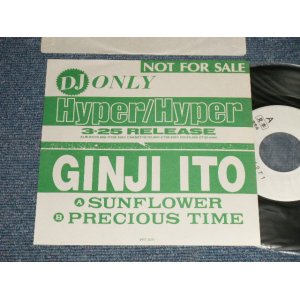 NOT FOR SALE
DJ ONLY
Hyper/Hyper
3·25 RELEASE
GINJI ITO
A SUNFLOWER
B PRECIOUS TIME
A